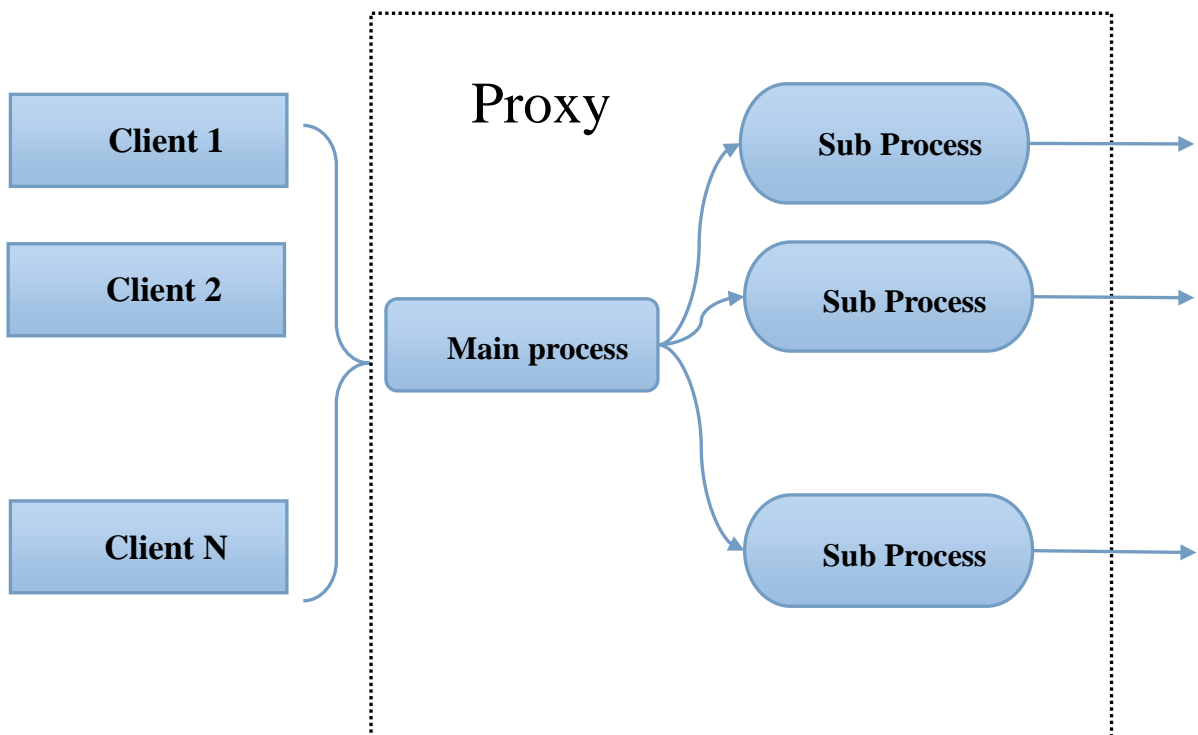 Proxy
Client 1
Sub Process
Client 2
Sub Process
Main process
Client N
Sub Process